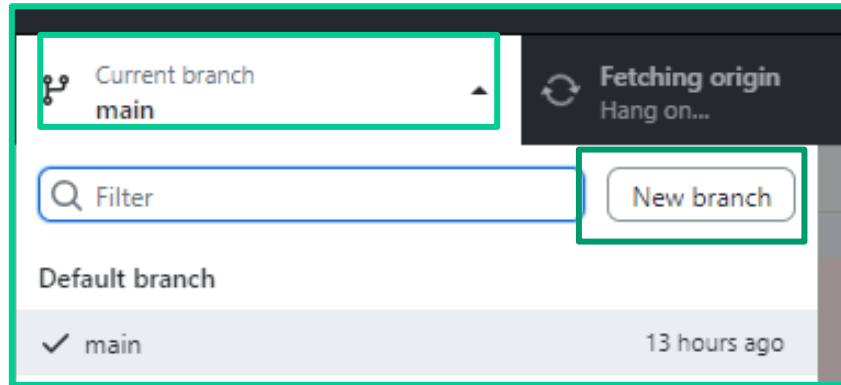 Current branch
main
Fetching origin
Hang on...
Filter
New branch
Default branch
main
13 hours ago